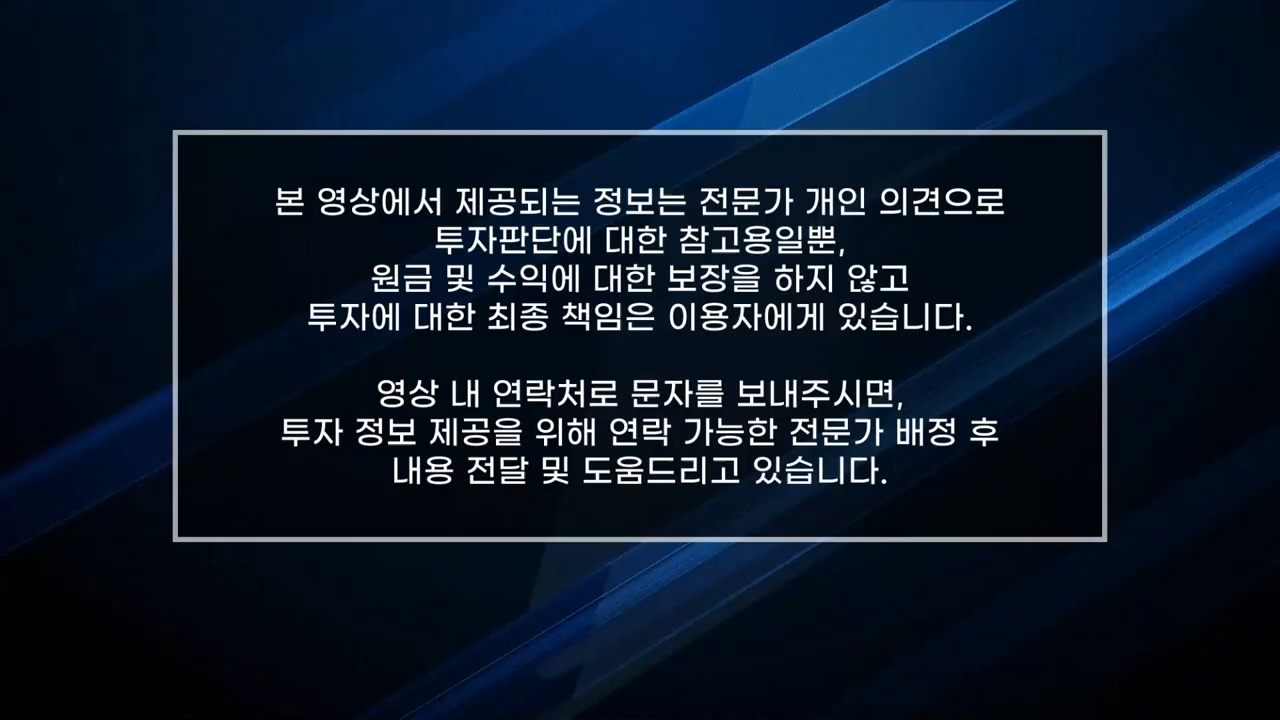 본 영상에서 제공되는 정보는 전문가 개인 의견으로
투자판단에 대한 참고용일뿐,
원금 및 수익에 대한 보장을 하지 않고
투자에 대한 최종 책임은 이용자에게 있습니다.
영상 내 연락처로 문자를 보내주시면,
투자 정보 제공을 위해 연락 가능한 전문가 배정 후
내용 전달 및 도움드리고 있습니다.